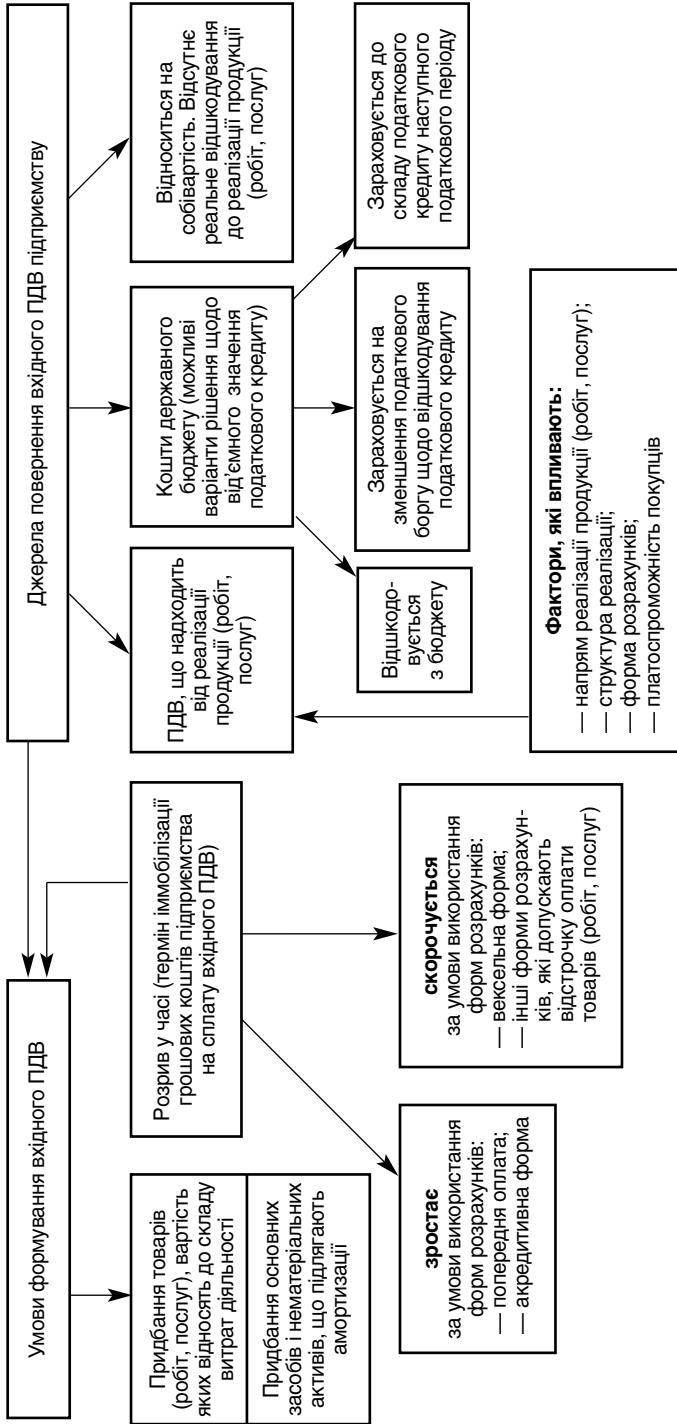 Умови формування вхідного ПДВ
Джерела повернення вхідного ПДВ підприємству
Придбання товарів
(робіт, послуг), вартість
яких відносять до складу
витрат діяльності
Придбання основних
засобів і нематеріальних
активів, що підлягають
амортизації
Розрив у часі (термін іммобілізації
грошових коштів підприємства
на сплату вхідного ПДВ)
ПДВ, що надходить
від реалізації
продукції (робіт,
послуг)
Кошти державного
бюджету (можливі
варіанти рішення щодо
від’ємного значення
податкового кредиту)
Відноситься на
собівартість. Відсутнє
реальне відшкодування
до реалізації продукції
(робіт, послуг)
зростає
за умови використання
форм розрахунків:
— попередня оплата;
— акредитивна форма
скорочується
за умови використання
форм розрахунків:
— вексельна форма;
— інші форми розрахун-
ків, які допускають
відстрочку оплати
товарів (робіт, послуг)
Відшкодо-
вується
з бюджету
Зараховується на
зменшення податкового
боргу щодо відшкодування
податкового кредиту
Зараховується до
складу податкового
кредиту наступного
податкового періоду
Фактори, які впливають:
— напрям реалізації продукції (робіт, послуг);
— структура реалізації;
— форма розрахунків;
— платоспроможність покупців